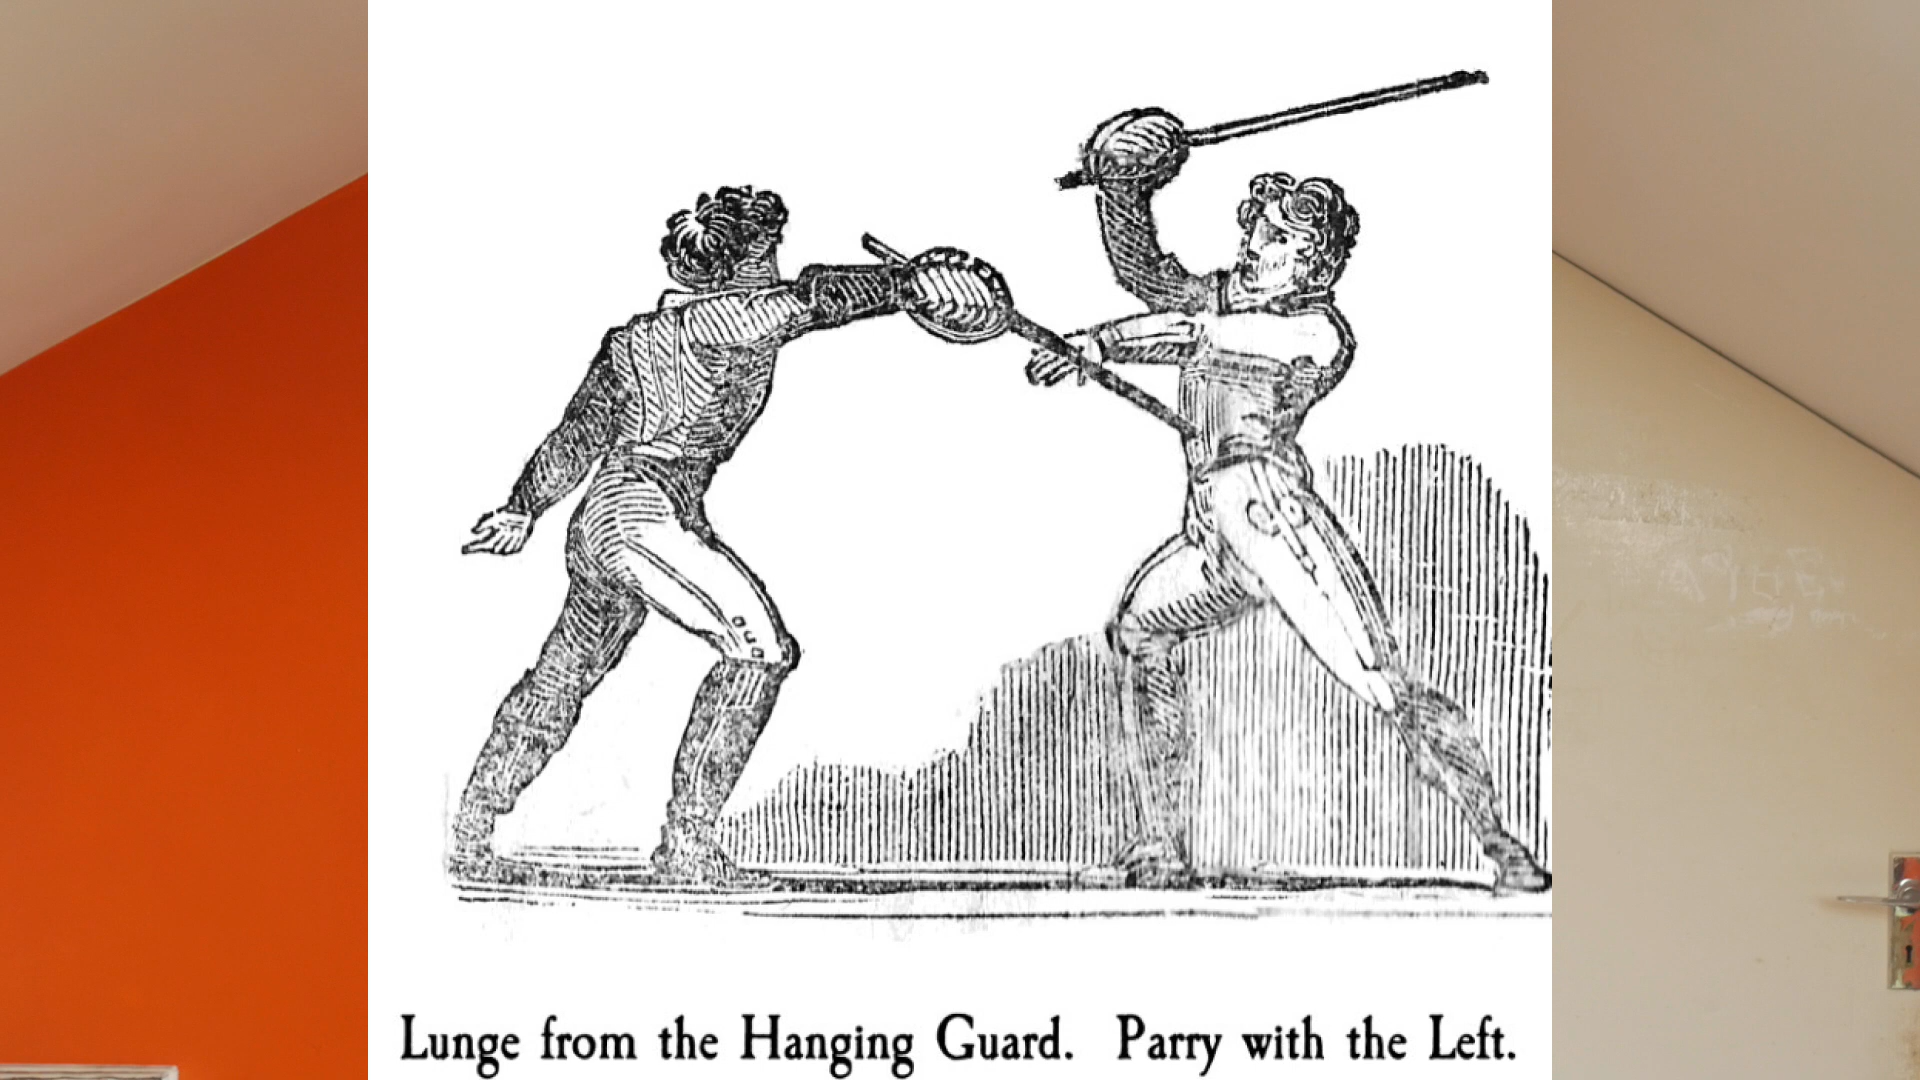 Lunge from the Hanging Guard. Parry with the Left.